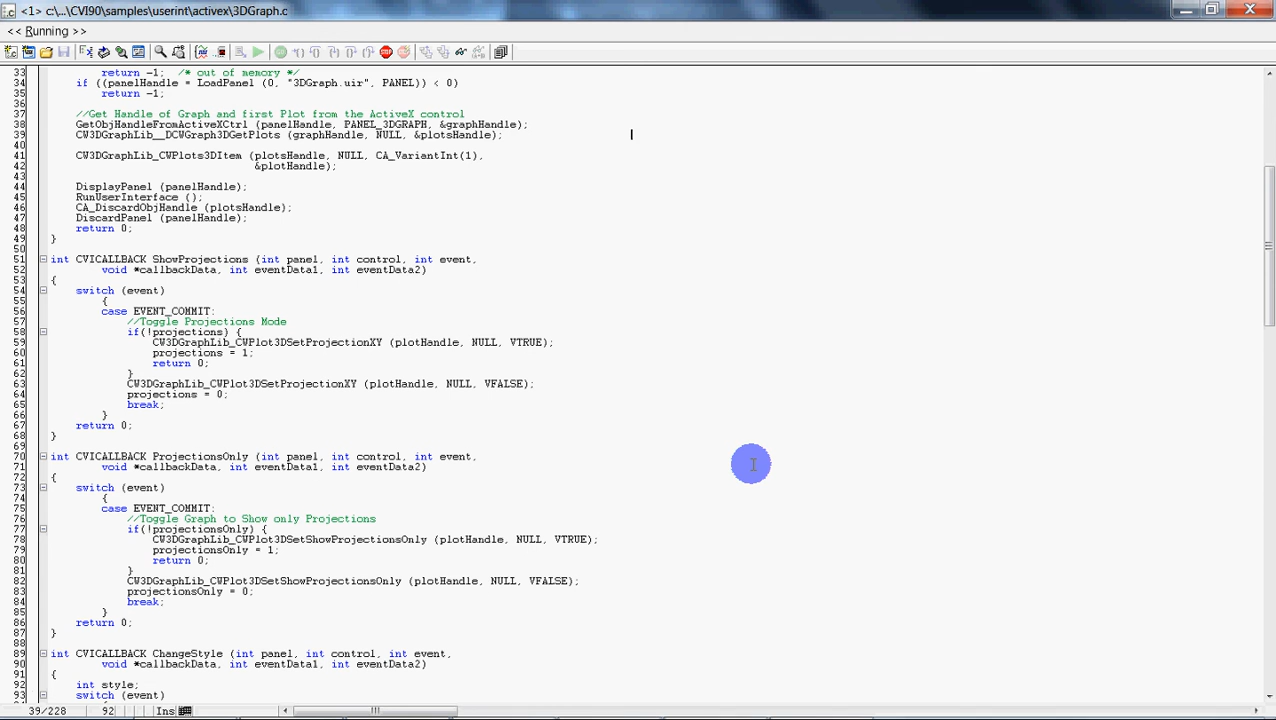 <1> c:\...\CVI90\samples\userint\activex\3DGraph.c
<< Running >>
33 return -1; /* out of memory */
34 if ((panelHandle = LoadPanel (0, "3DGraph.uir", PANEL)) < 0)
35 return -1;
36
37 //Get Handle of Graph and first Plot from the ActiveX control
38 GetObjHandleFromActiveXCtrl (panelHandle, PANEL_3DGRAPH, &graphHandle);
39 CW3DGraphLib__DCWGraph3DGetPlots (graphHandle, NULL, &plotsHandle);
40
41 CW3DGraphLib_CWPlots3DItem (plotsHandle, NULL, CA_VariantInt(1),
42 &plotHandle);
43
44 DisplayPanel (panelHandle);
45 RunUserInterface ();
46 CA_DiscardObjHandle (plotsHandle);
47 DiscardPanel (panelHandle);
48 return 0;
49 }
50
51 int CVICALLBACK ShowProjections (int panel, int control, int event,
52 void *callbackData, int eventData1, int eventData2)
53 {
54 switch (event)
55 {
56 case EVENT_COMMIT:
57 //Toggle Projections Mode
58 if(!projections) {
59 CW3DGraphLib_CWPlot3DSetProjectionXY (plotHandle, NULL, VTRUE);
60 projections = 1;
61 return 0;
62 }
63 CW3DGraphLib_CWPlot3DSetProjectionXY (plotHandle, NULL, VFALSE);
64 projections = 0;
65 break;
66 }
67 return 0;
68 }
69
70 int CVICALLBACK ProjectionsOnly (int panel, int control, int event,
71 void *callbackData, int eventData1, int eventData2)
72 {
73 switch (event)
74 {
75 case EVENT_COMMIT:
76 //Toggle Graph to Show only Projections
77 if(!projectionsOnly) {
78 CW3DGraphLib_CWPlot3DSetShowProjectionsOnly (plotHandle, NULL, VTRUE);
79 projectionsOnly = 1;
80 return 0;
81 }
82 CW3DGraphLib_CWPlot3DSetShowProjectionsOnly (plotHandle, NULL, VFALSE);
83 projectionsOnly = 0;
84 break;
85 }
86 return 0;
87 }
88
89 int CVICALLBACK ChangeStyle (int panel, int control, int event,
90 void *callbackData, int eventData1, int eventData2)
91 {
92 int style;
93 switch (event)
39/228 92 Ins